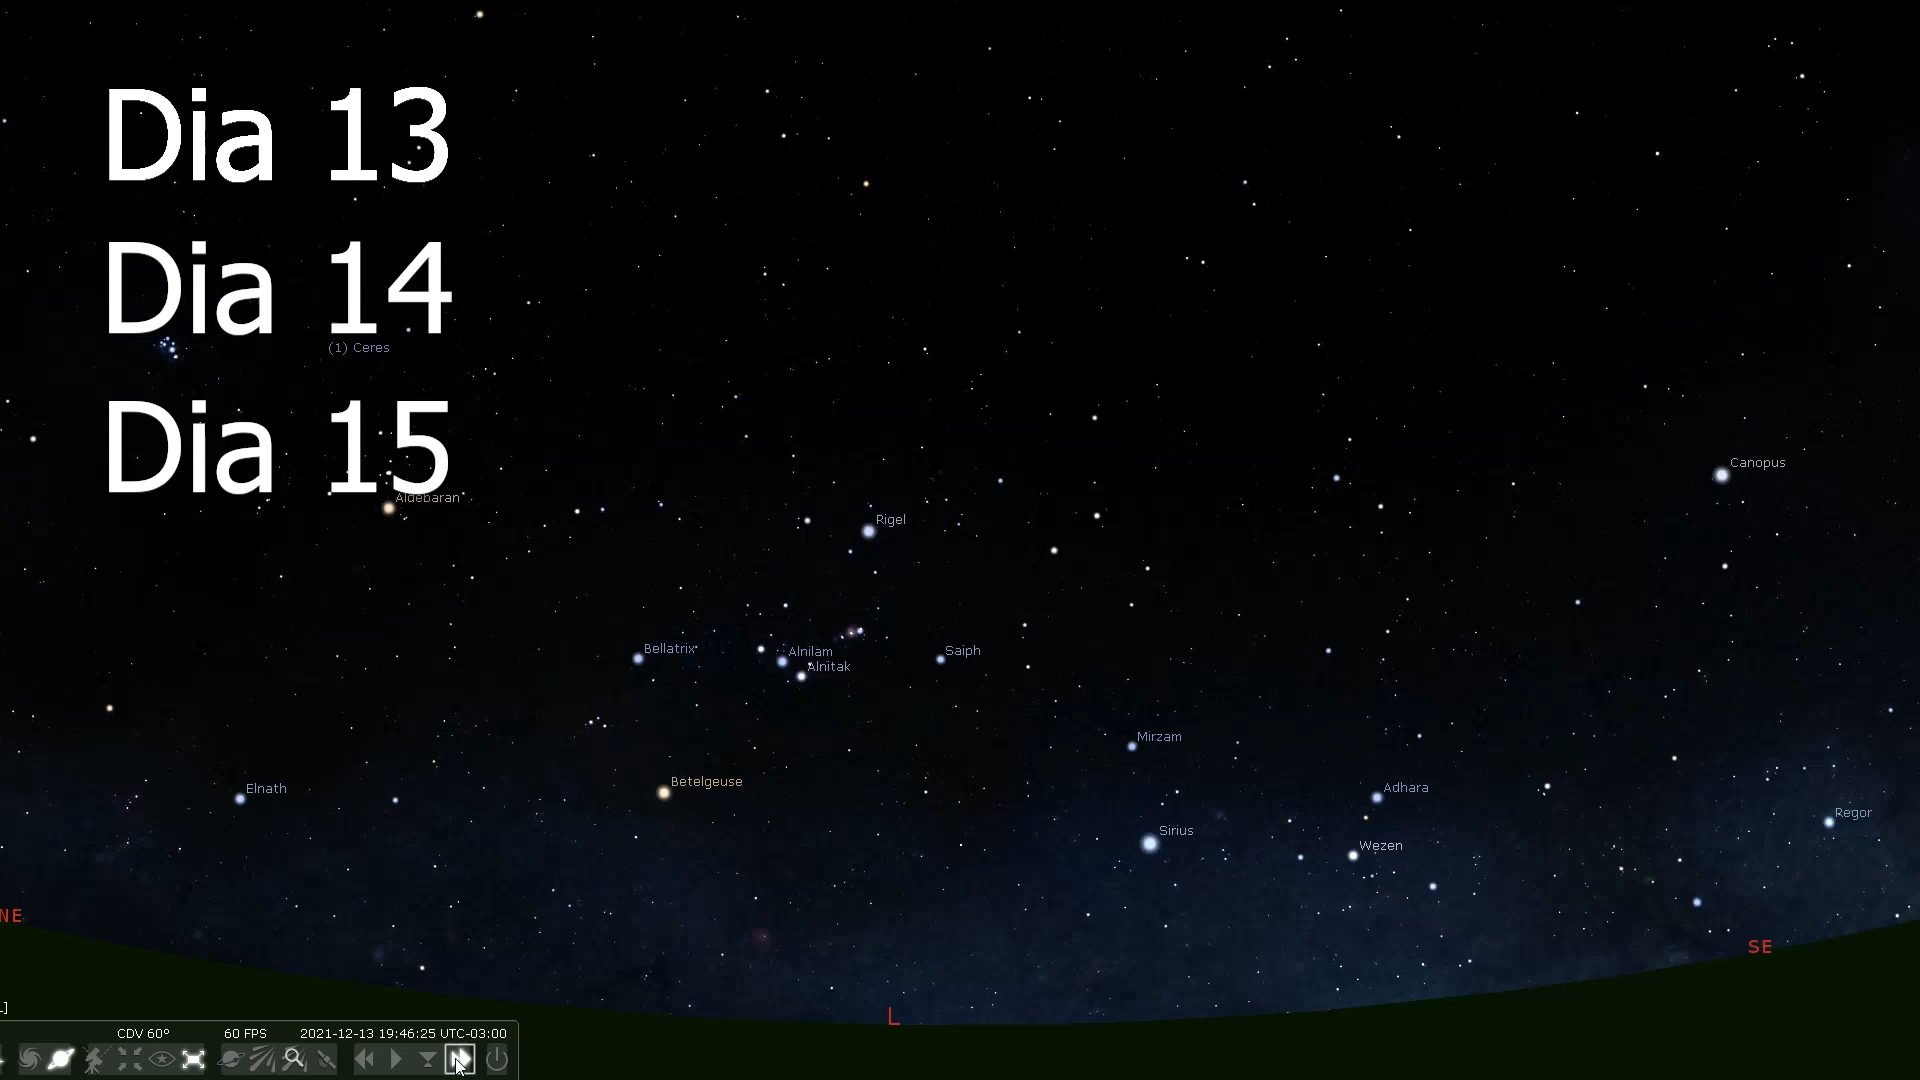 Dia 13
Dia 14
(1) Ceres
Dia 15
Aldebaran
Canopus
Rigel
Bellatrix
Alnilam
Saiph
Alnitak
Mirzam
Betelgeuse
Elnath
Adhara
Regor
Sirius
Wezen
NE
SE
L
CDV 60° 60 FPS 2021-12-13 19:46:25 UTC-03:00